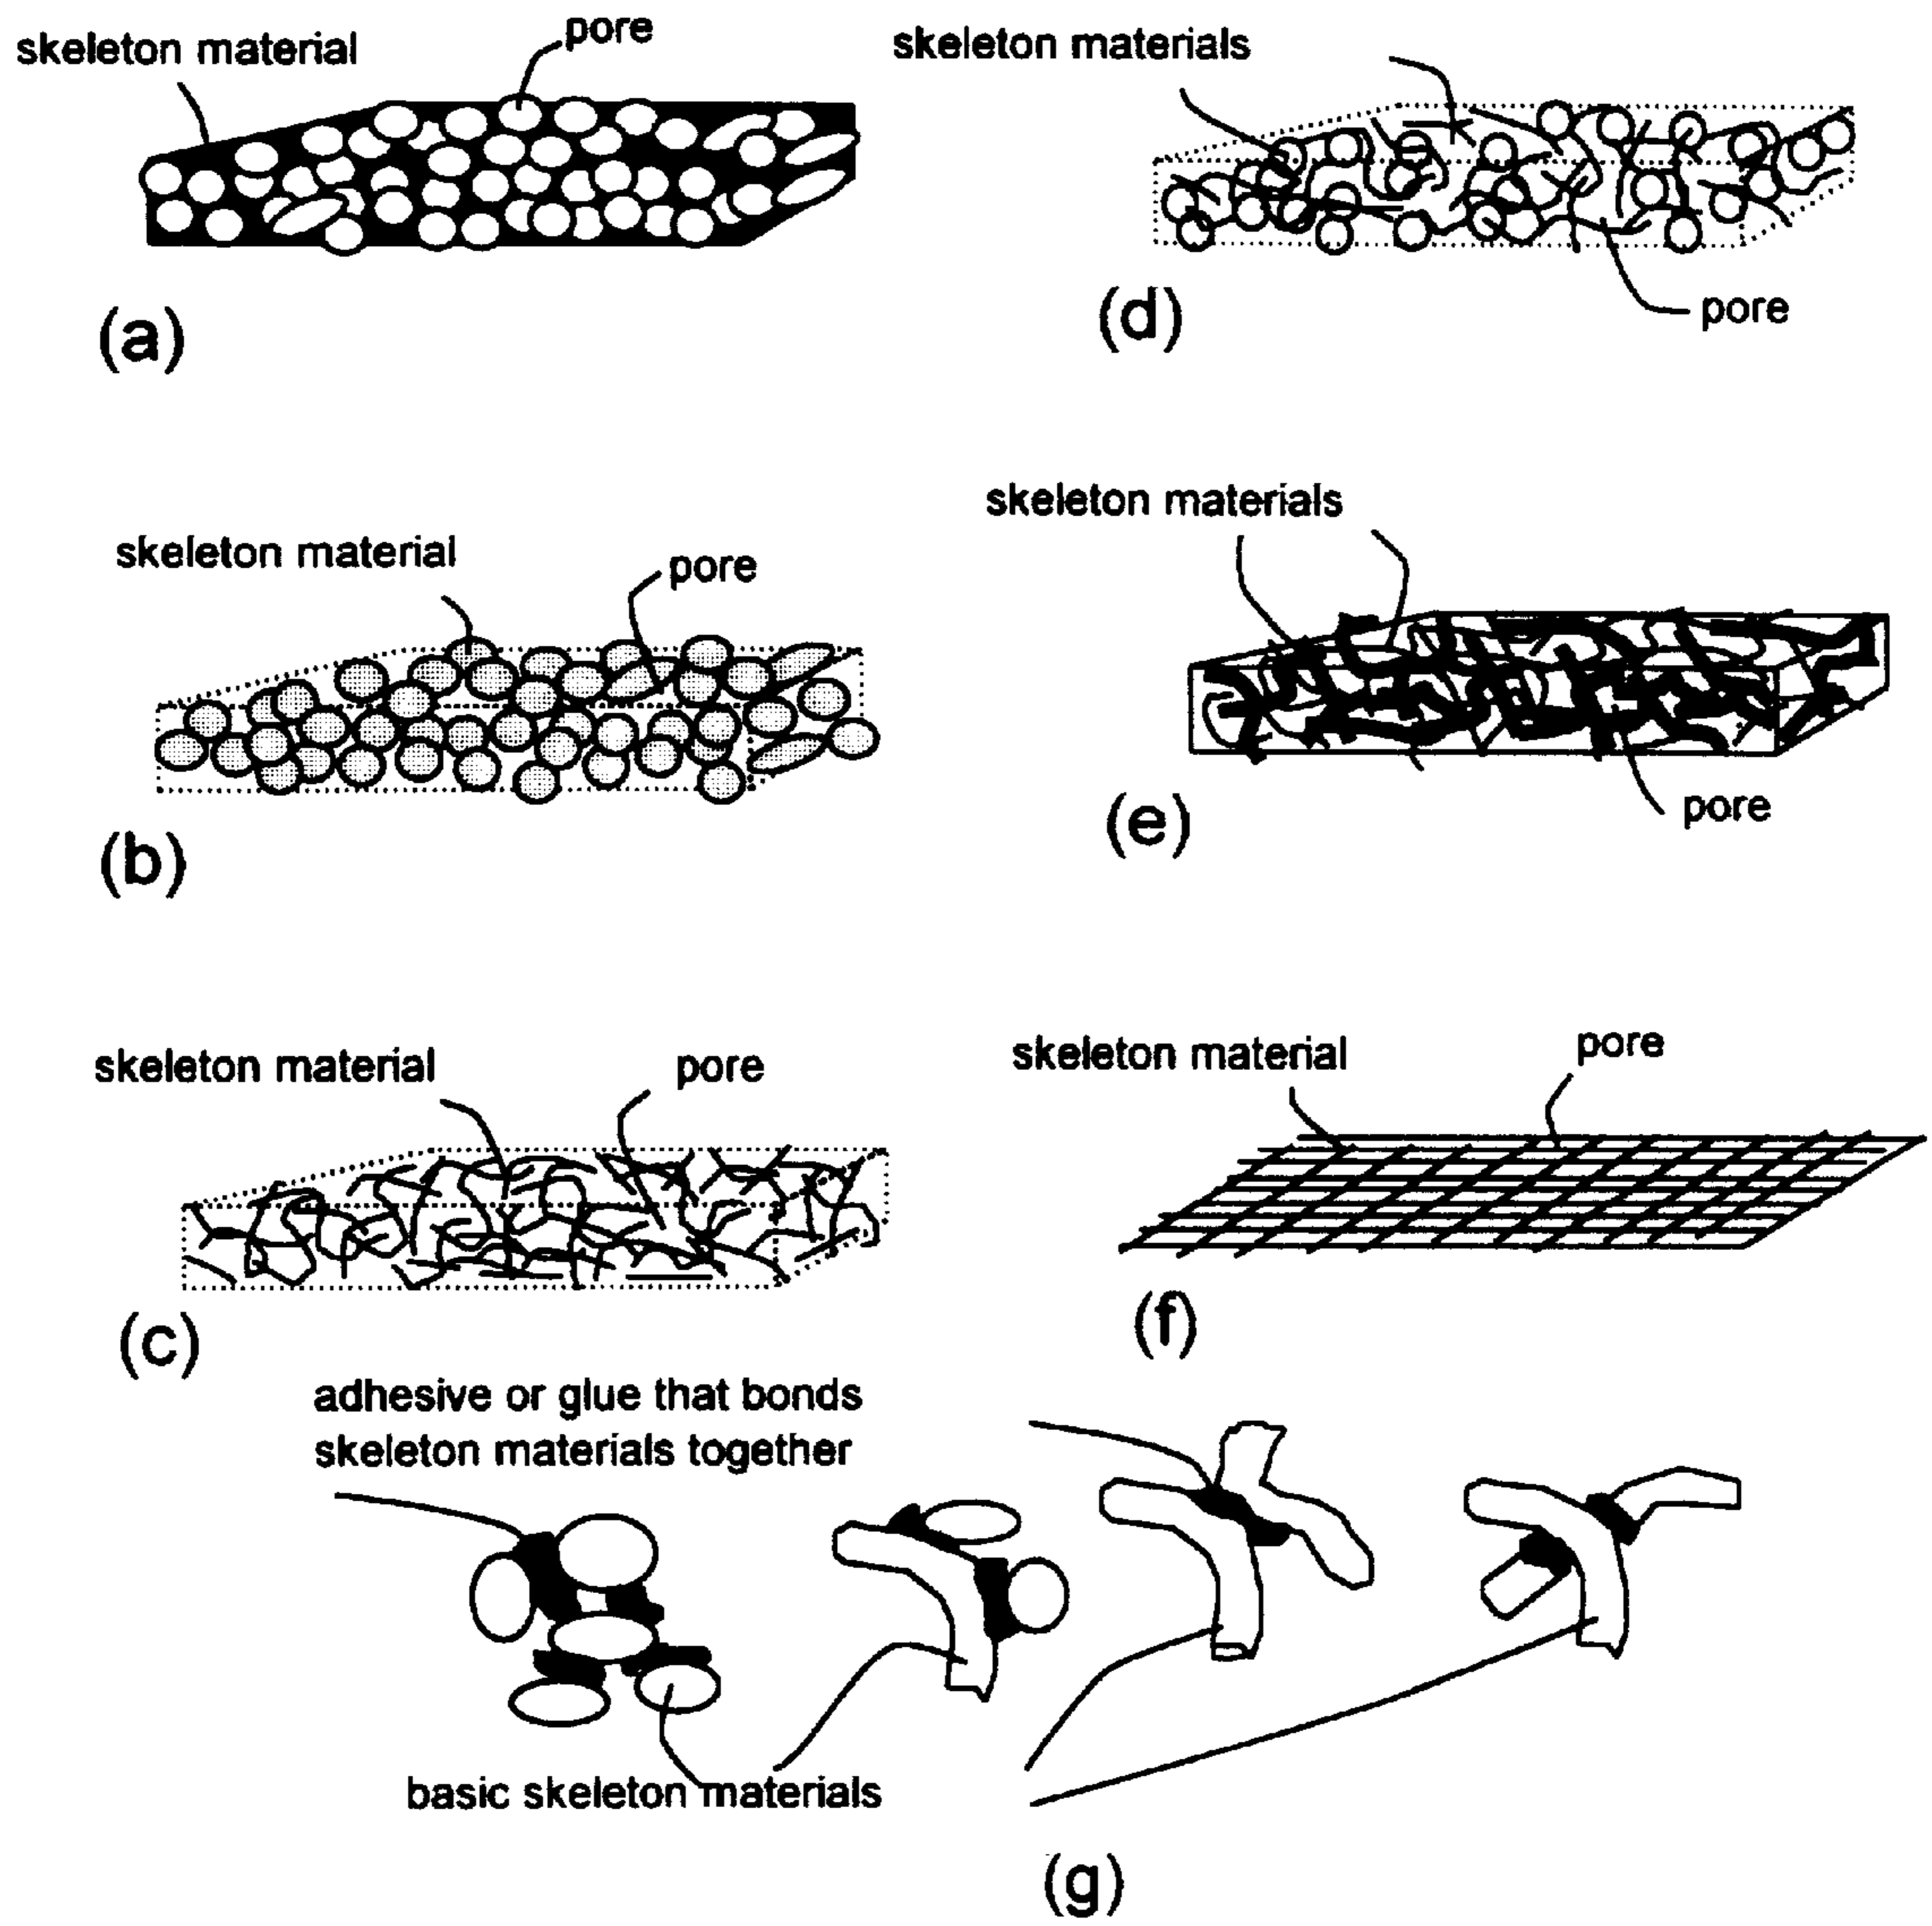 skeleton material
pore
(a)
skeleton materials
pore
(d)
skeleton material
pore
(b)
skeleton materials
pore
(e)
skeleton material
pore
(c)
skeleton material
pore
(f)
adhesive or glue that bonds
skeleton materials together
basic skeleton materials
(g)